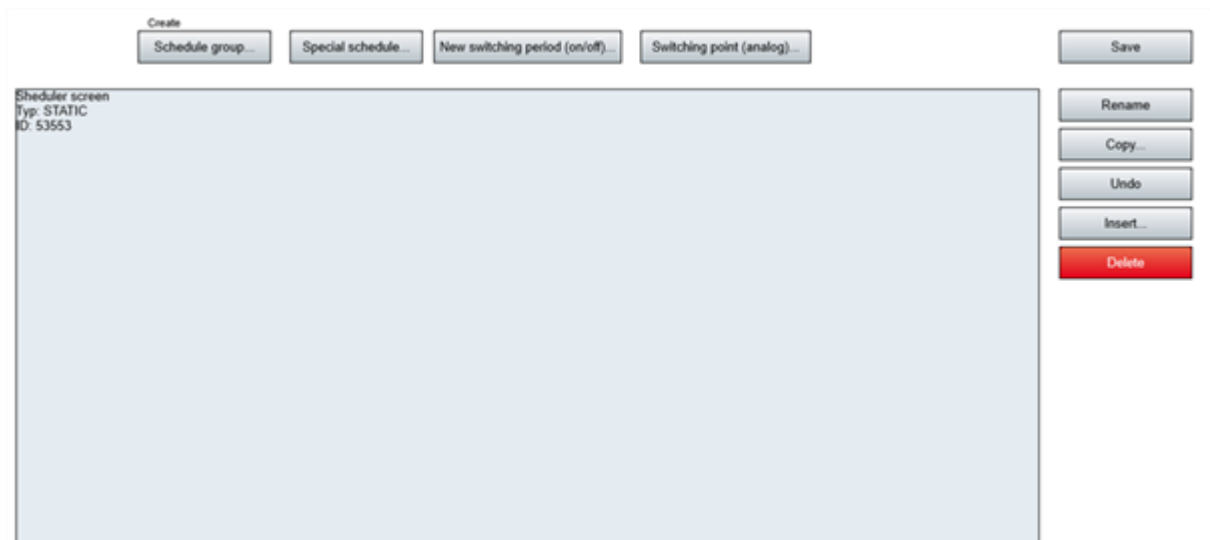 Create
Schedule group...
Special schedule...
New switching period (on/off)...
Switching point (analog)...
Save
Sheduler screen
Typ: STATIC
ID: 53553
Rename
Copy...
Undo
Insert...
Delete